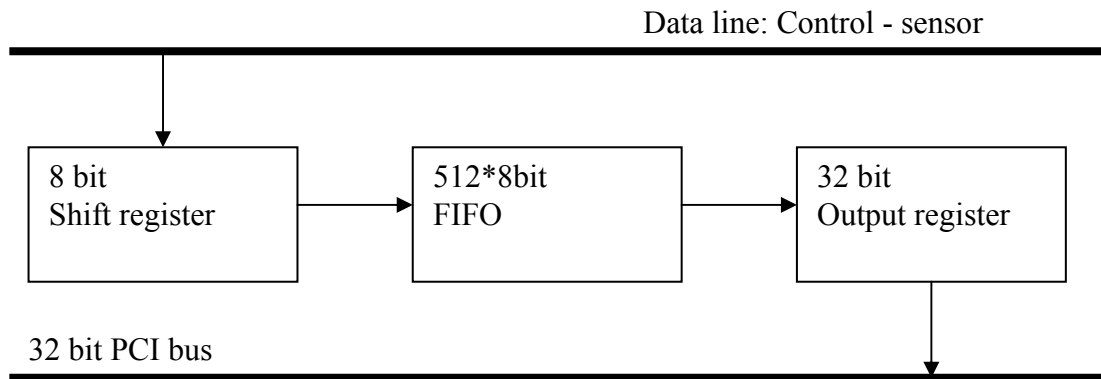 Data line: Control - sensor
8 bit
Shift register
512*8bit
FIFO
32 bit
Output register
32 bit PCI bus